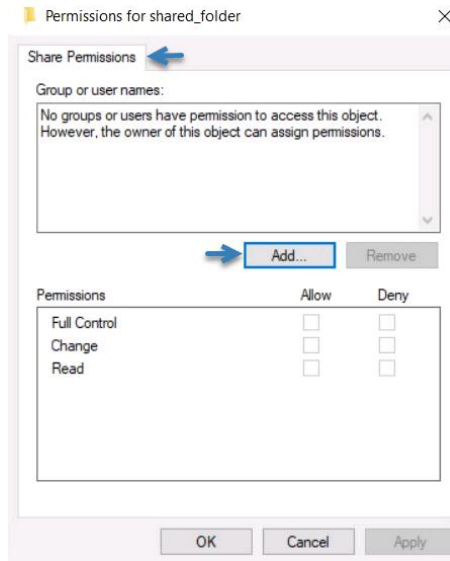 Permissions for shared_folder
Share Permissions
Group or user names:
No groups or users have permission to access this object.
However, the owner of this object can assign permissions.
Add... Remove
Permissions Allow Deny
Full Control
Change
Read
OK Cancel Apply